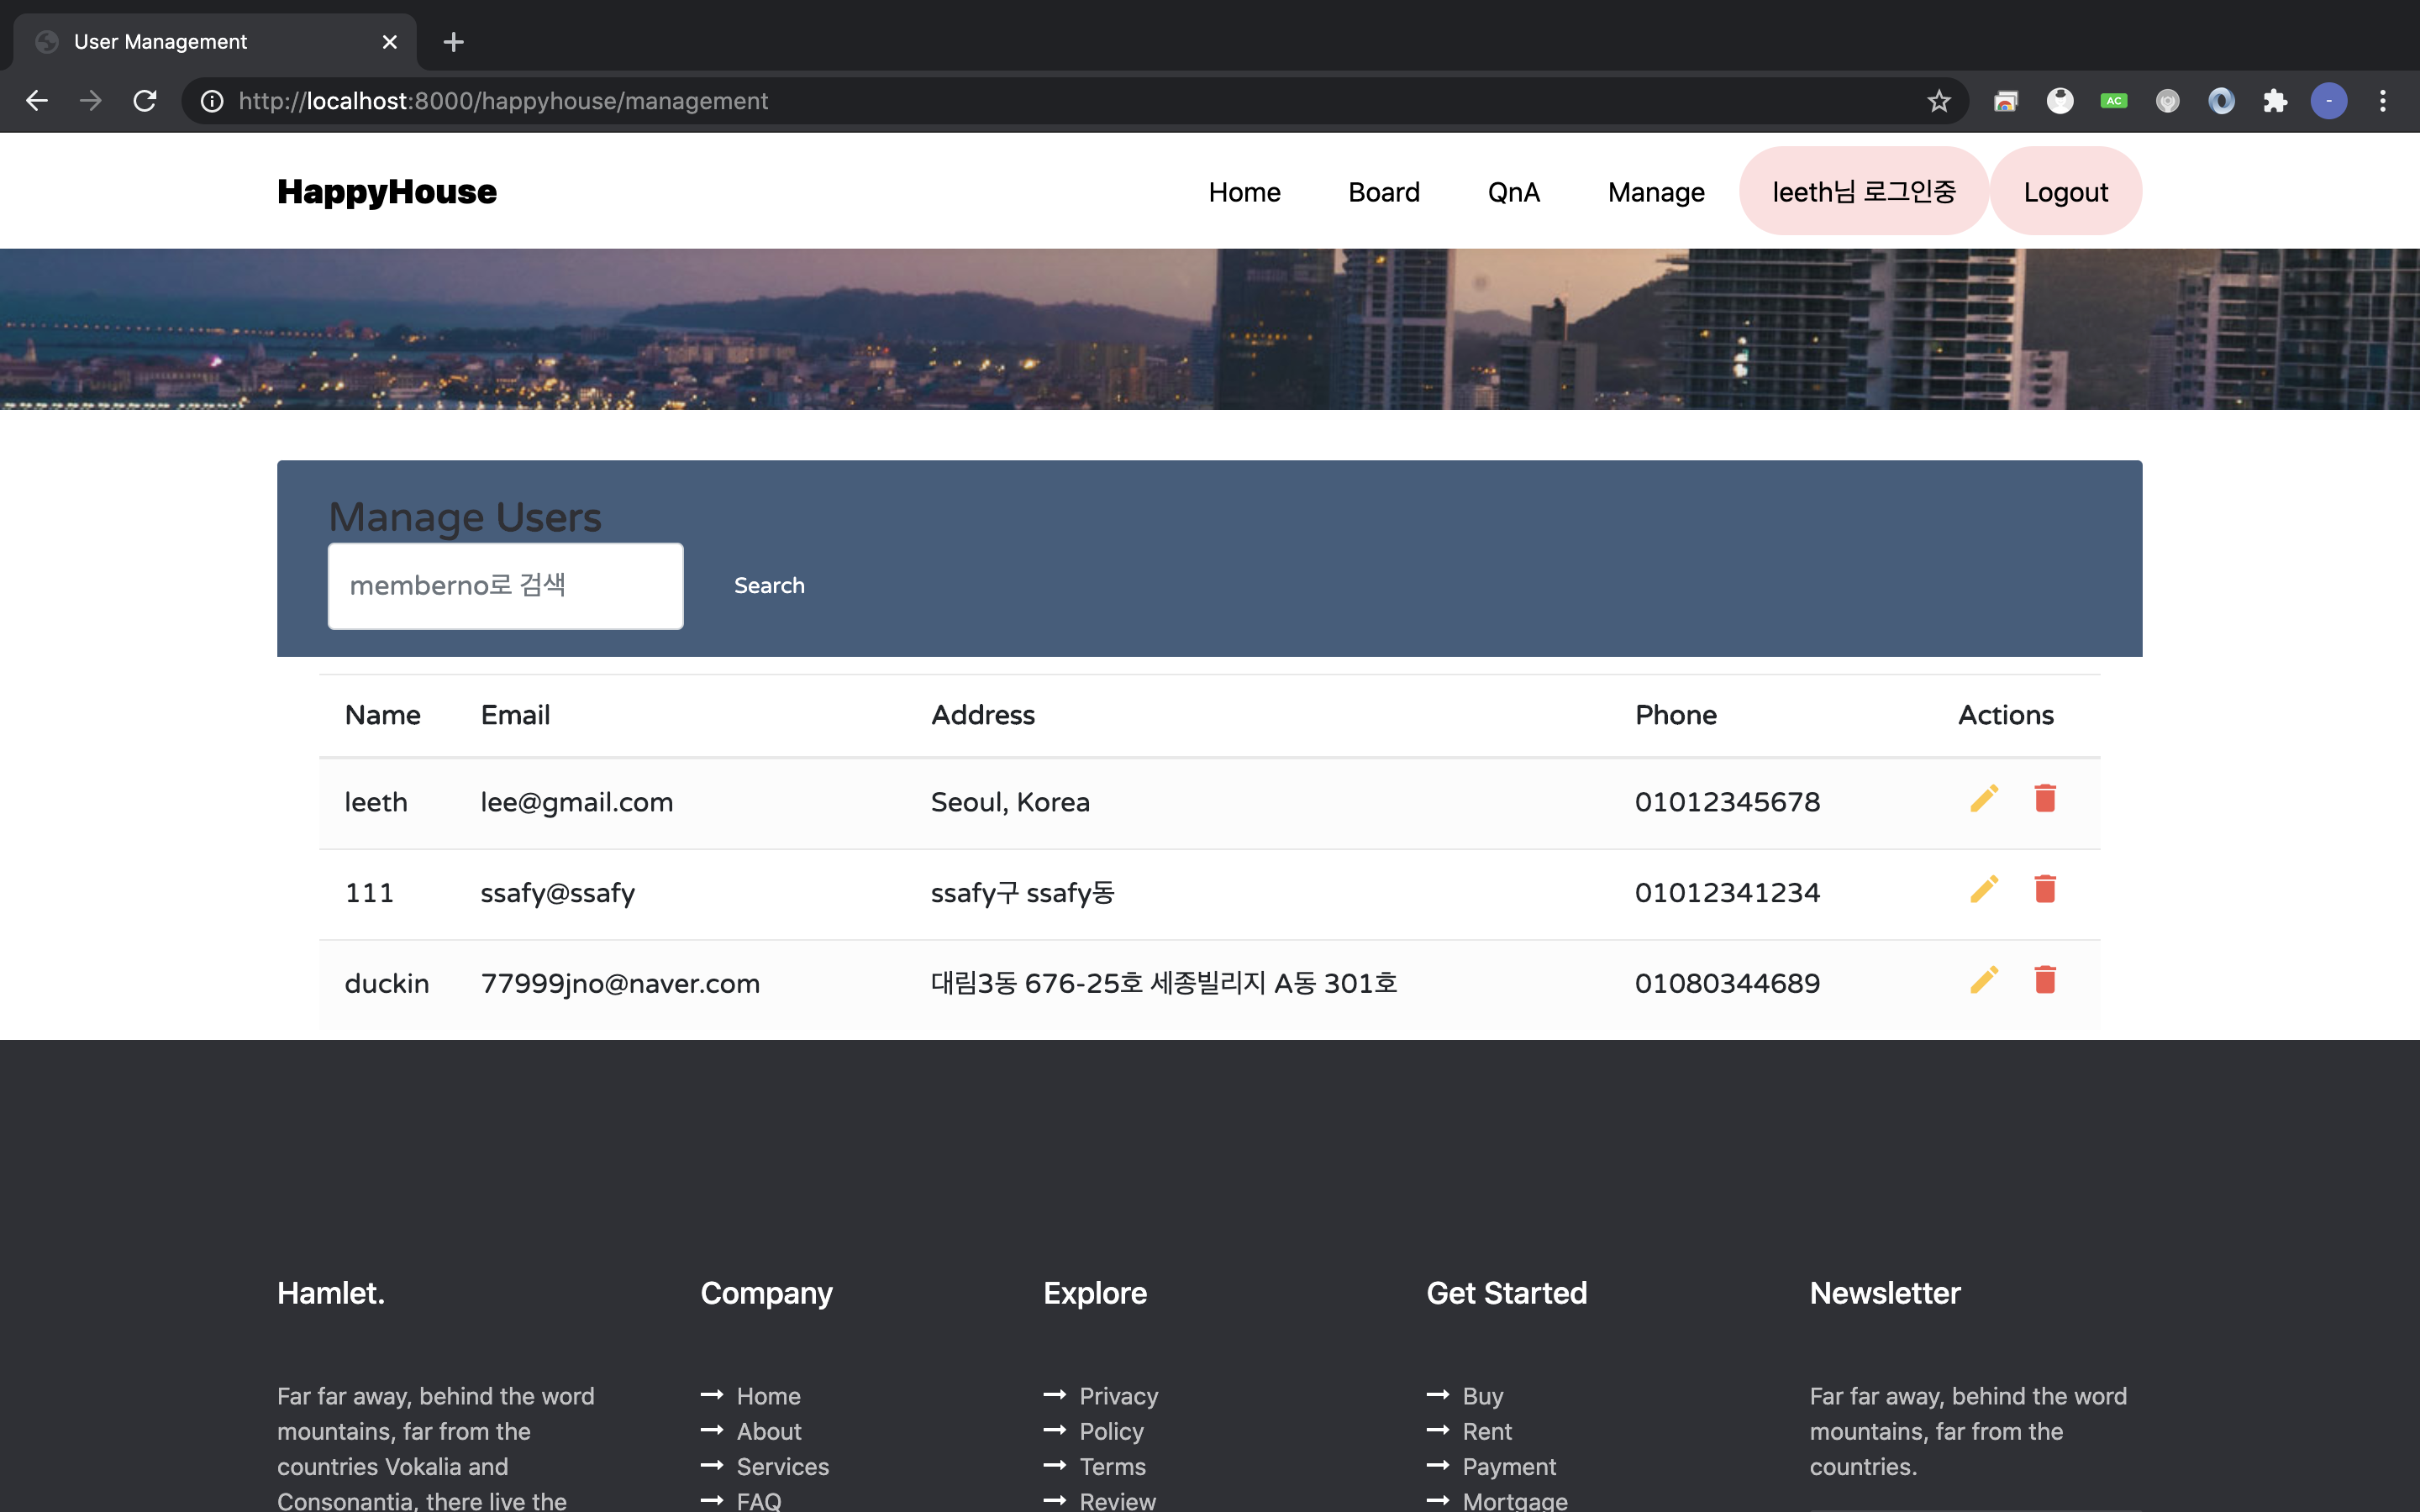 User Management
http://localhost:8000/happyhouse/management
AC
-
HappyHouse
Home
Board
QnA
Manage
leeth님 로그인중
Logout
Manage Users
memberno로 검색
Search
Name Email Address Phone Actions
leeth lee@gmail.com Seoul, Korea 01012345678
111 ssafy@ssafy ssafy구 ssafy동 01012341234
duckin 77999jno@naver.com 대림3동 676-25호 세종빌리지 A동 301호 01080344689
Hamlet.
Far far away, behind the word
mountains, far from the
countries Vokalia and
Consonantia, there live the
Company
Home
About
Services
FAQ
Explore
Privacy
Policy
Terms
Review
Get Started
Buy
Rent
Payment
Mortgage
Newsletter
Far far away, behind the word
mountains, far from the
countries.